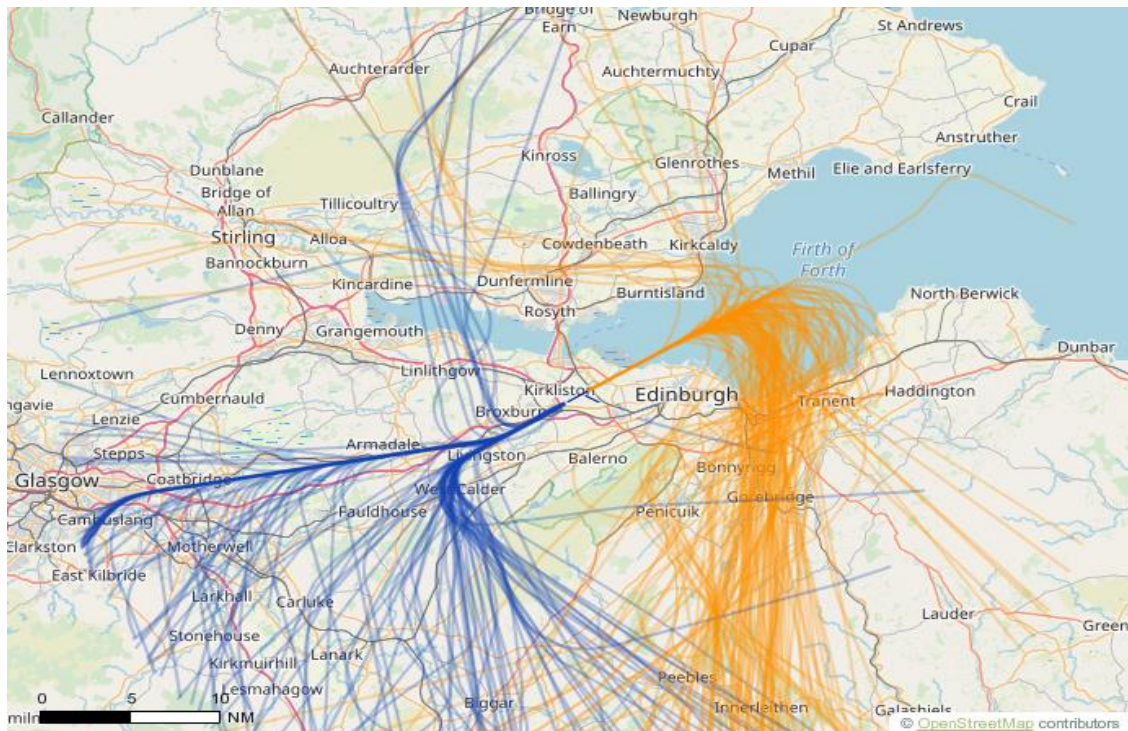 Bridge of
Earn
Newburgh
St Andrews
Cupar
Auchterarder
Auchtermuchty
Crail
Callander
Anstruther
Kinross
Glenrothes
Dunblane
Methil
Elie and Earlsferry
Bridge of
Allan
Ballingry
Tillicoultry
Stirling
Alloa
Cowdenbeath
Kirkcaldy
Firth of
Forth
Bannockburn
Kincardine
Dunfermline
Burntisland
North Berwick
Rosyth
Denny
Grangemouth
Dunbar
Lennoxtown
Linlithgow
Kirkliston
Edinburgh
Haddington
ngavie
Cumbernauld
Tranent
Lenzie
Broxburn
Armadale
Stepps
Livingston
Balerno
Bonnyrigg
Glasgow
Coatbridge
West Calder
Gorebridge
Cambuslang
Fauldhouse
Penicuik
Clarkston
Motherwell
East Kilbride
Larkhall
Carluke
Lauder
Green
Stonehouse
Lanark
Kirkmuirhill
Peebles
Lesmahagow
Biggar
Innerleithen
Galashiels
0 5 10
NM
miln
© OpenStreetMap contributors